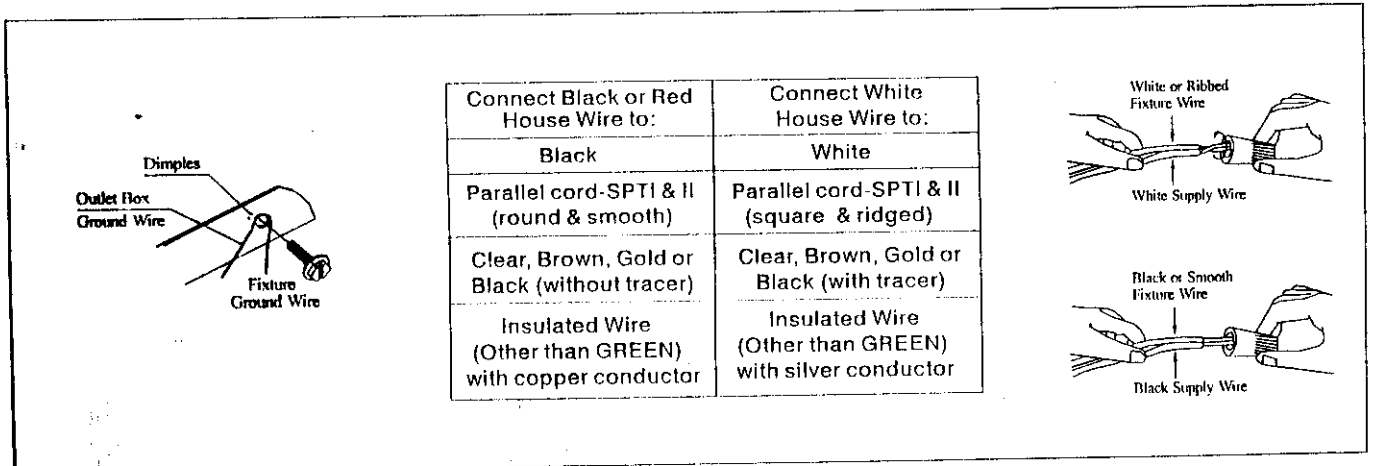 Dimples
Outlet Box
Ground Wire
Fixture
Ground Wire
Connect Black or Red
House Wire to:
Connect White
House Wire to:
Black
White
Parallel cord-SPTI & II
(round & smooth)
Parallel cord-SPTI & II
(square & ridged)
Clear, Brown, Gold or
Black (without tracer)
Clear, Brown, Gold or
Black (with tracer)
Insulated Wire
(Other than GREEN)
with copper conductor
Insulated Wire
(Other than GREEN)
with silver conductor
White or Ribbed
Fixture Wire
White Supply Wire
Black or Smooth
Fixture Wire
Black Supply Wire